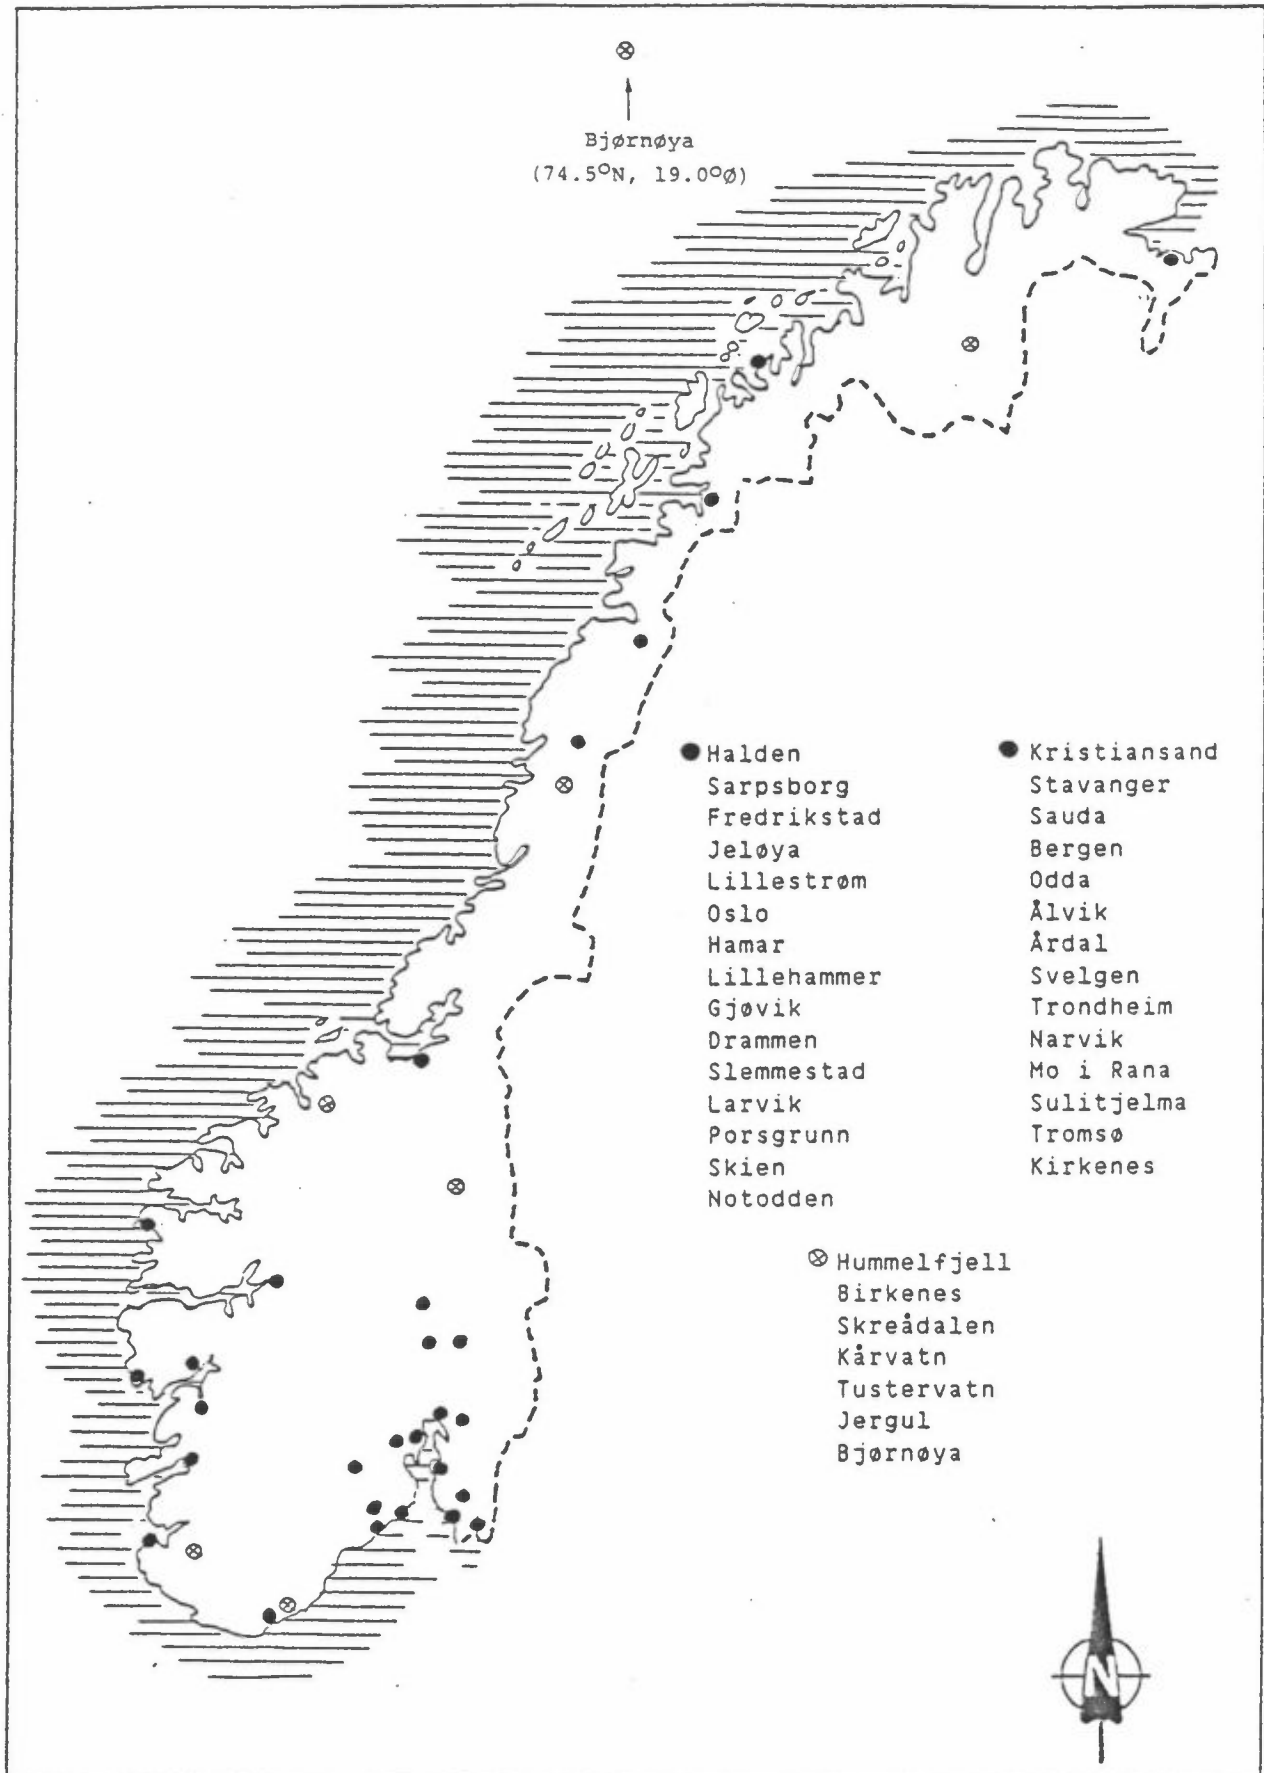 Bjørnøya
(74.5ºN, 19.0ºØ)
Halden
Sarpsborg
Fredrikstad
Jeløya
Lillestrøm
Oslo
Hamar
Lillehammer
Gjøvik
Drammen
Slemmestad
Larvik
Porsgrunn
Skien
Notodden
Kristiansand
Stavanger
Sauda
Bergen
Odda
Ålvik
Årdal
Svelgen
Trondheim
Narvik
Mo i Rana
Sulitjelma
Tromsø
Kirkenes
Hummelfjell
Birkenes
Skreådalen
Kårvatn
Tustervatn
Jergul
Bjørnøya
N